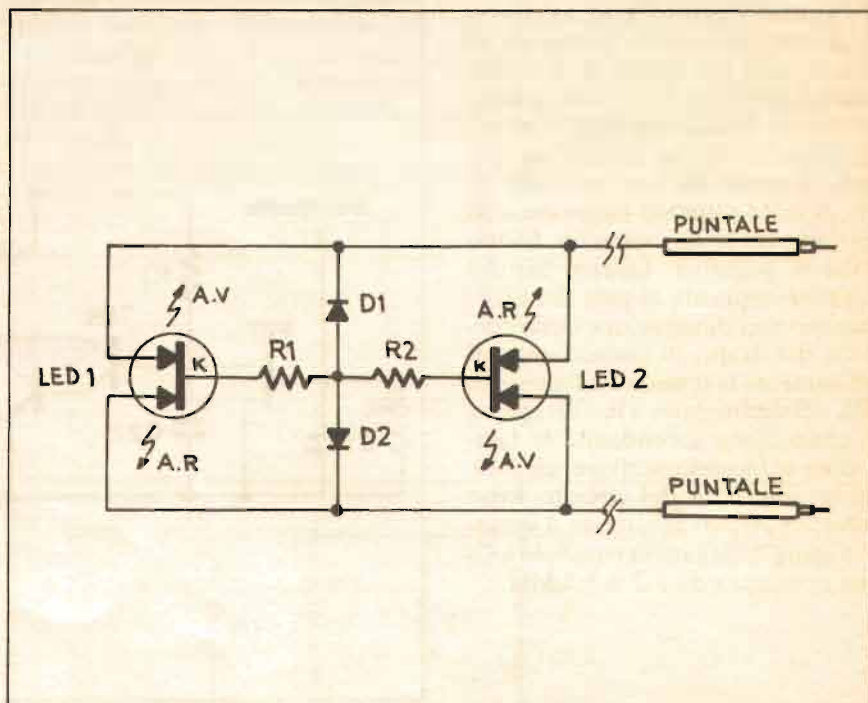 PUNTALE
A.V
D1
A.R
K
R1
R2
K
LED 1
LED 2
A.R
D2
A.V
PUNTALE